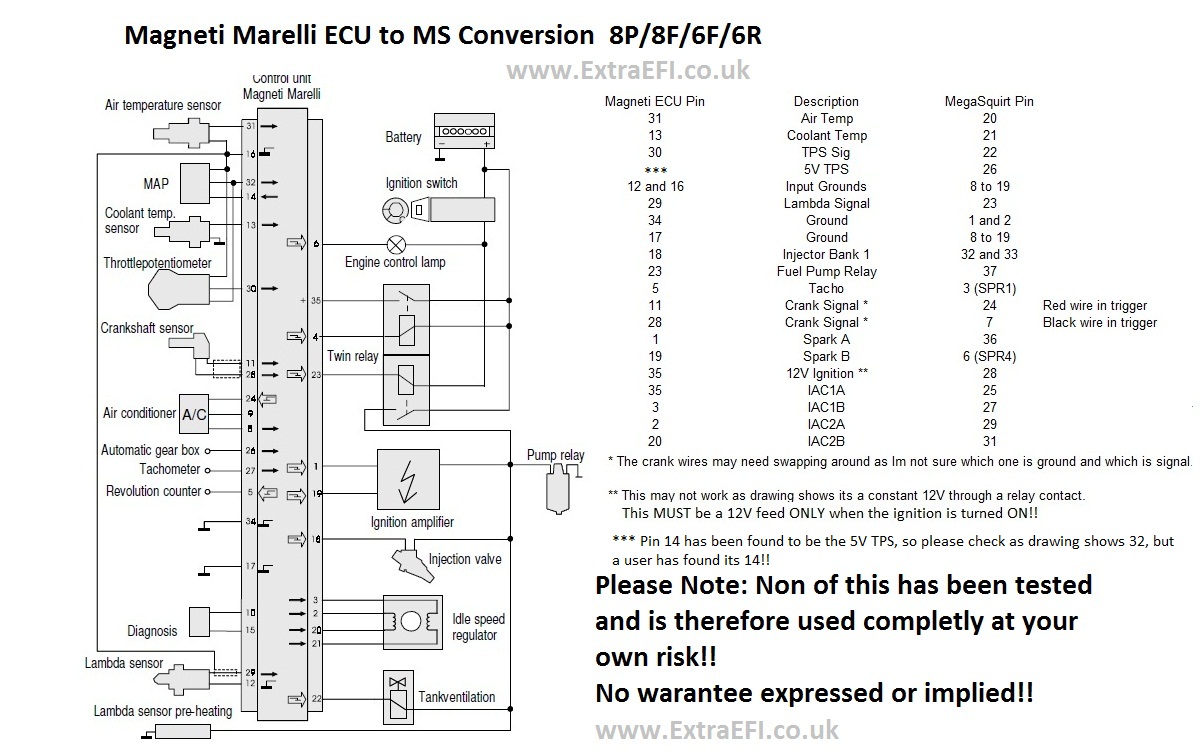 Magneti Marelli ECU to MS Conversion 8P/8F/6F/6R
www.ExtraEFI.co.uk
Control unit
Magneti Marelli
Air temperature sensor
31
16
MAP
32
14
Coolant temp.
sensor
13
Throttlepotentiometer
30
Crankshaft sensor
11
28
24
Air conditioner
A/C
9
8
Automatic gear box
26
Tachometer
27
Revolution counter
5
34
17
10
Diagnosis
15
Lambda sensor
29
12
Lambda sensor pre-heating
Battery
- +
Ignition switch
6
Engine control lamp
+ 35
4
Twin relay
23
1
19
Ignition amplifier
Pump relay
18
Injection valve
3
2
20
21
Idle speed
regulator
22
Tankventilation
Magneti ECU Pin Description MegaSquirt Pin
31 Air Temp 20
13 Coolant Temp 21
30 TPS Sig 22
*** 5V TPS 26
12 and 16 Input Grounds 8 to 19
29 Lambda Signal 23
34 Ground 1 and 2
17 Ground 8 to 19
18 Injector Bank 1 32 and 33
23 Fuel Pump Relay 37
5 Tacho 3 (SPR1)
11 Crank Signal * 24 Red wire in trigger
28 Crank Signal * 7 Black wire in trigger
1 Spark A 36
19 Spark B 6 (SPR4)
35 12V Ignition ** 28
35 IAC1A 25
3 IAC1B 27
2 IAC2A 29
20 IAC2B 31
* The crank wires may need swapping around as Im not sure which one is ground and which is signal.
** This may not work as drawing shows its a constant 12V through a relay contact.
This MUST be a 12V feed ONLY when the ignition is turned ON!!
*** Pin 14 has been found to be the 5V TPS, so please check as drawing shows 32, but
a user has found its 14!!
Please Note: Non of this has been tested
and is therefore used completly at your
own risk!!
No warantee expressed or implied!!
www.ExtraEFI.co.uk